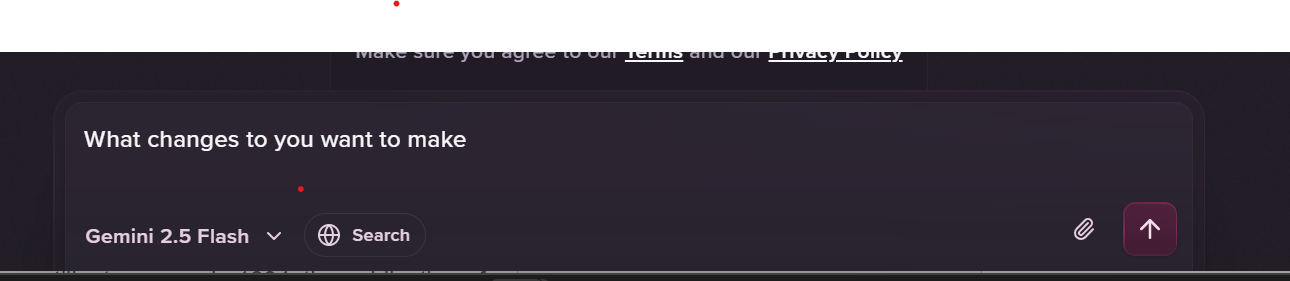 Make sure you agree to our Terms and our Privacy Policy
What changes to you want to make
Gemini 2.5 Flash
Search